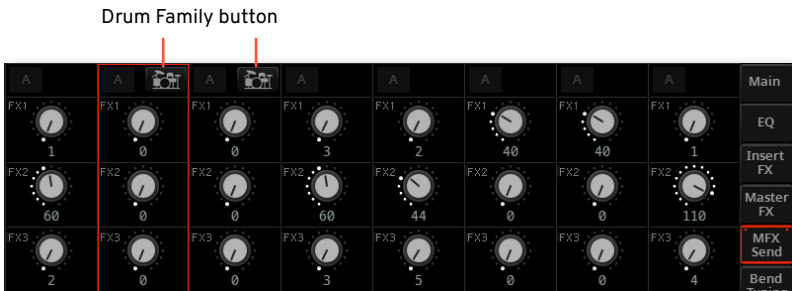 Drum Family button
A A A A A A A A Main
FX1 FX1 FX1 FX1 FX1 FX1 FX1 FX1 EQ
1 0 0 3 2 40 40 1
Insert FX
FX2 FX2 FX2 FX2 FX2 FX2 FX2 FX2 Master FX
60 0 0 60 44 0 0 110
FX3 FX3 FX3 FX3 FX3 FX3 FX3 FX3 MFX Send
2 0 0 3 5 0 0 4
Bend Tuning